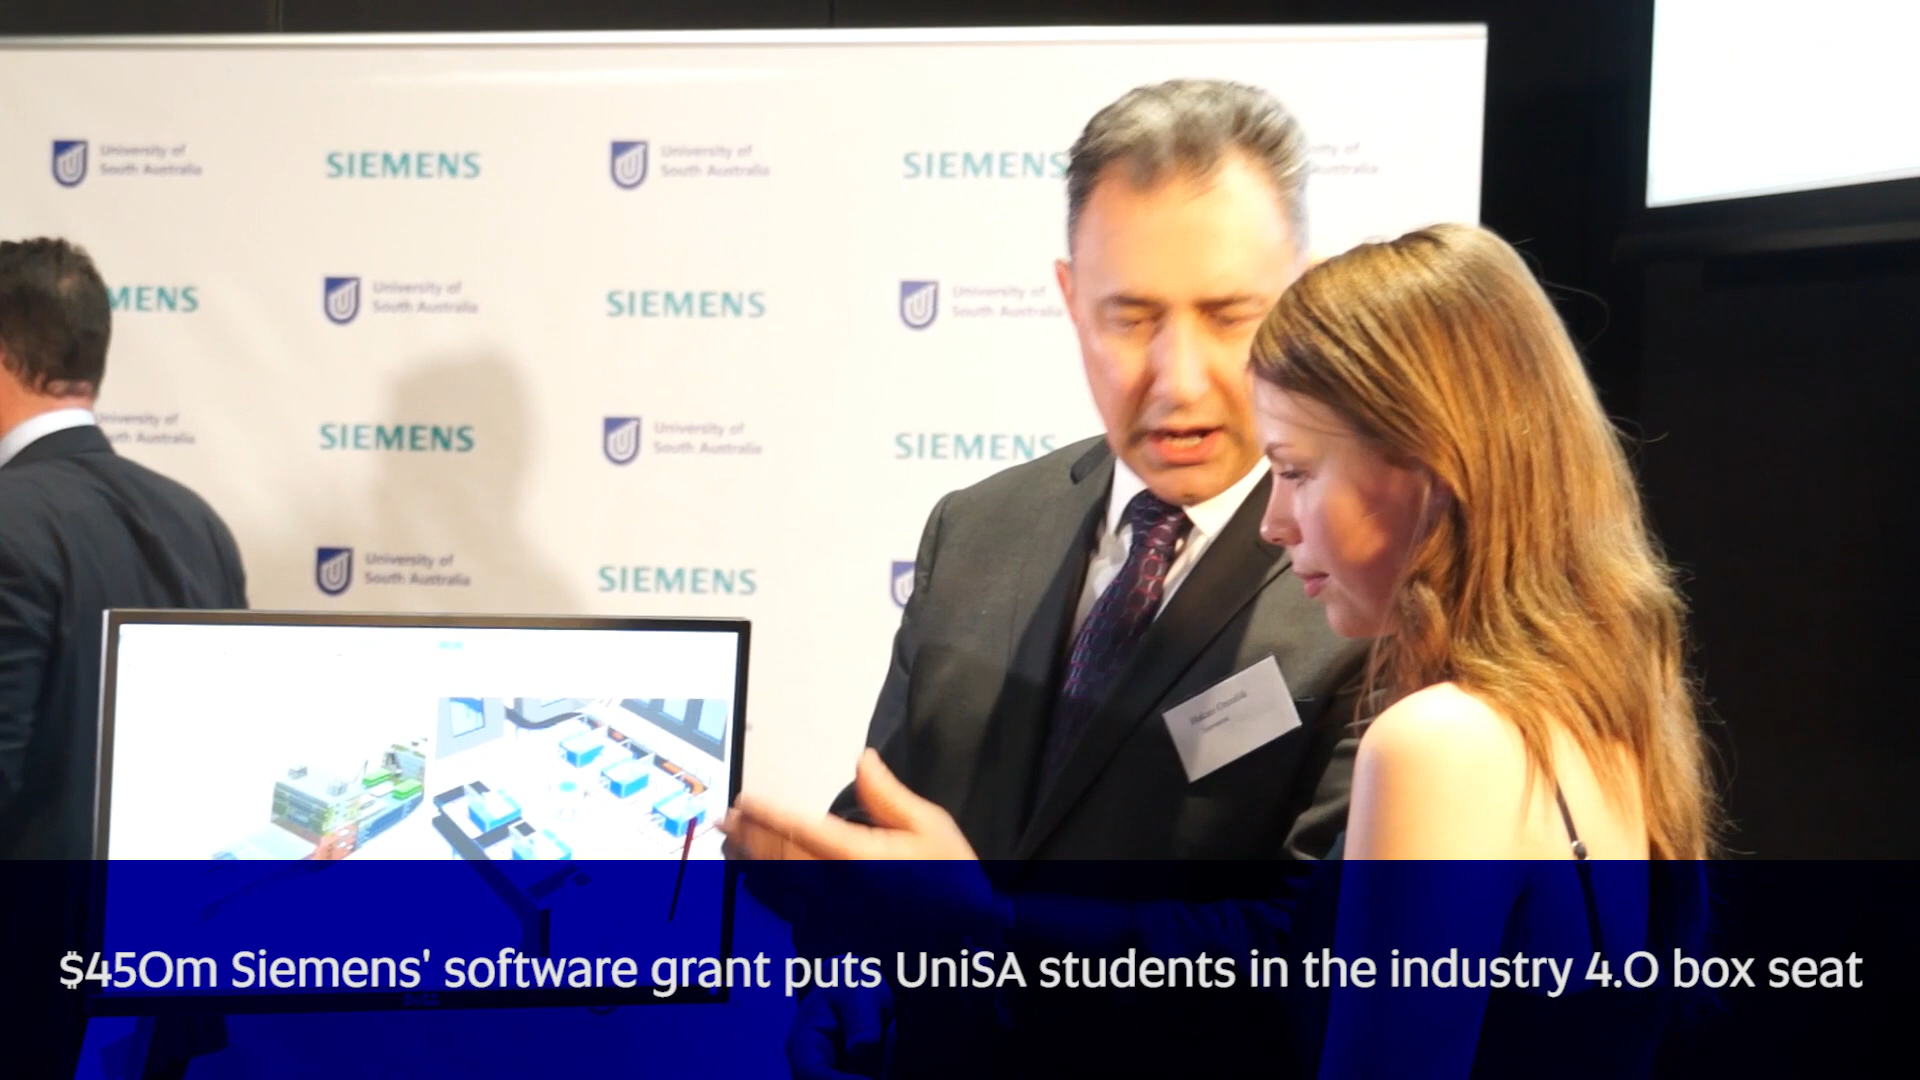 University of
South Australia
SIEMENS
University of
South Australia
SIEMENS
of
Australia
MENS
University of
South Australia
SIEMENS
University of
South Australia
University of
South Australia
SIEMENS
University of
South Australia
SIEMENS
University of
South Australia
SIEMENS
$450m Siemens' software grant puts UniSA students in the industry 4.0 box seat